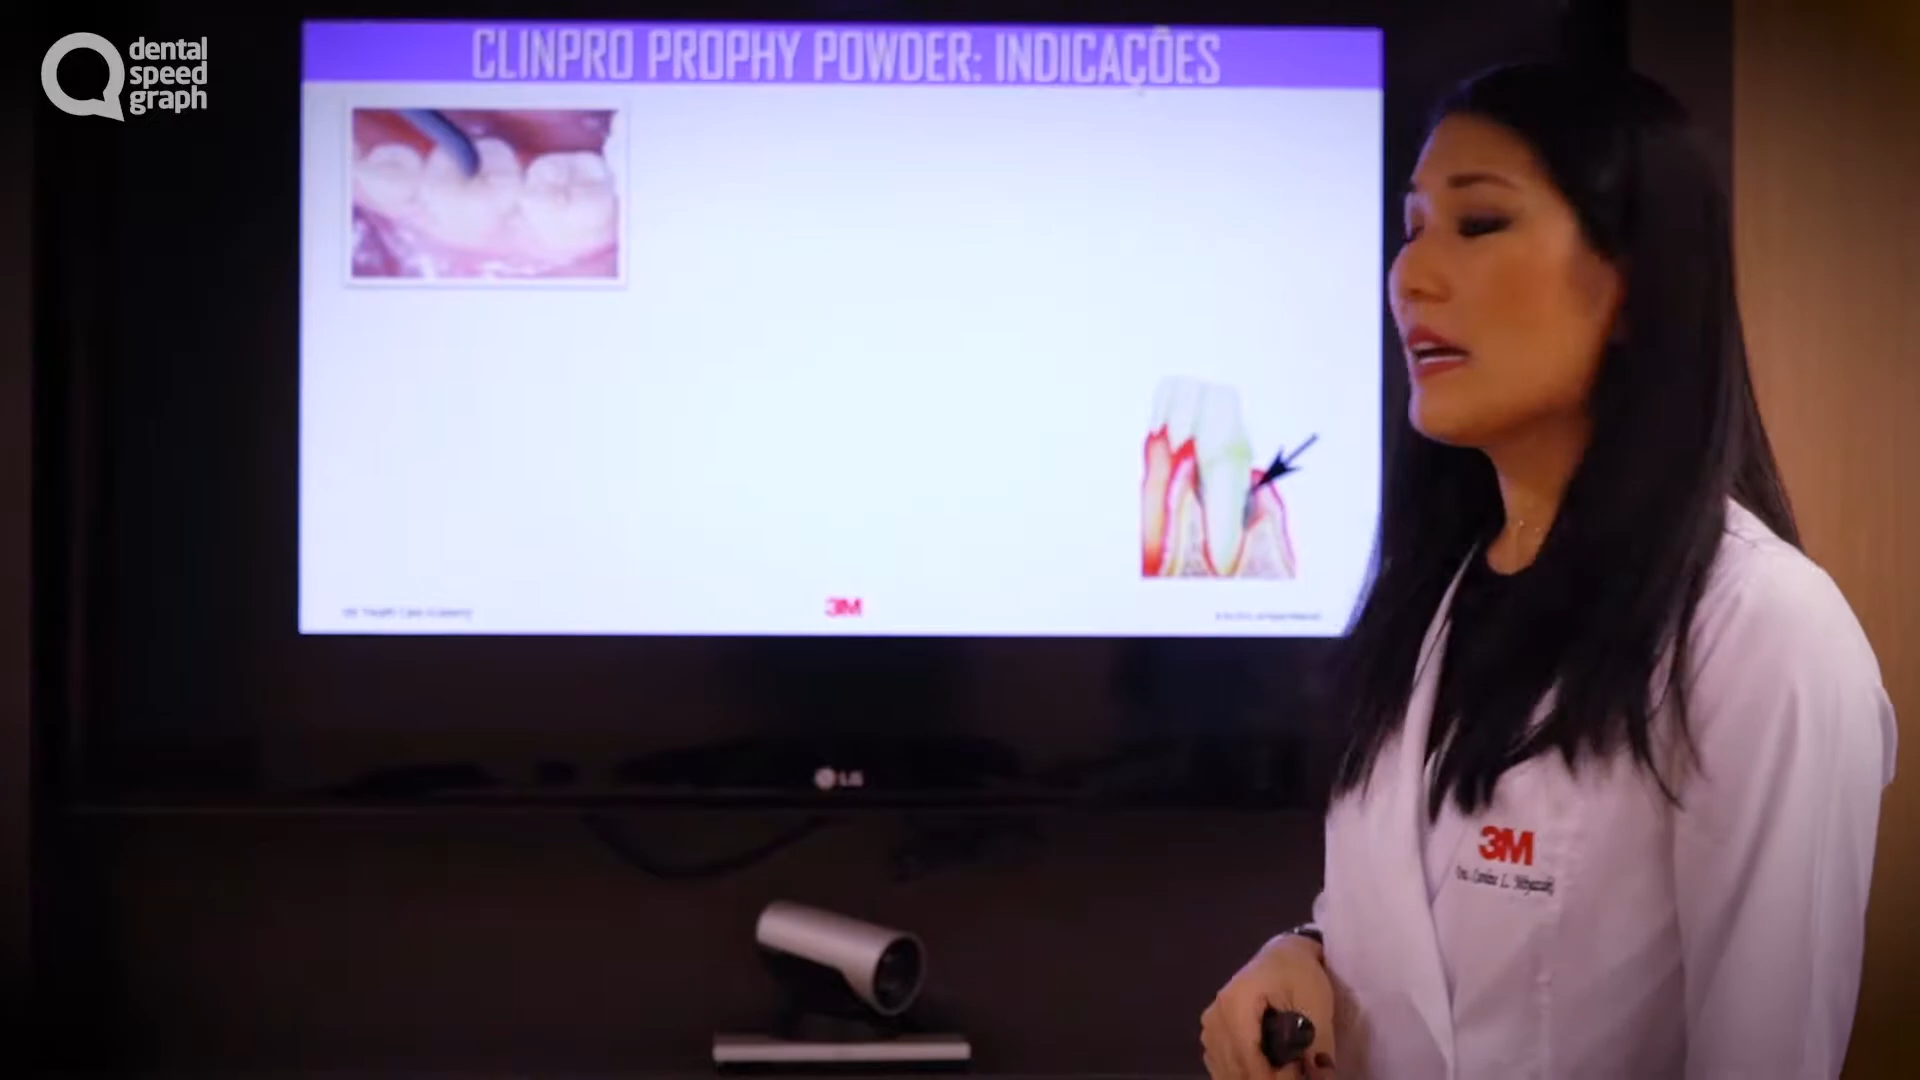 dental
speed
graph
CLINPRO PROPHY POWDER: INDICAÇÕES
3M
LG
3M